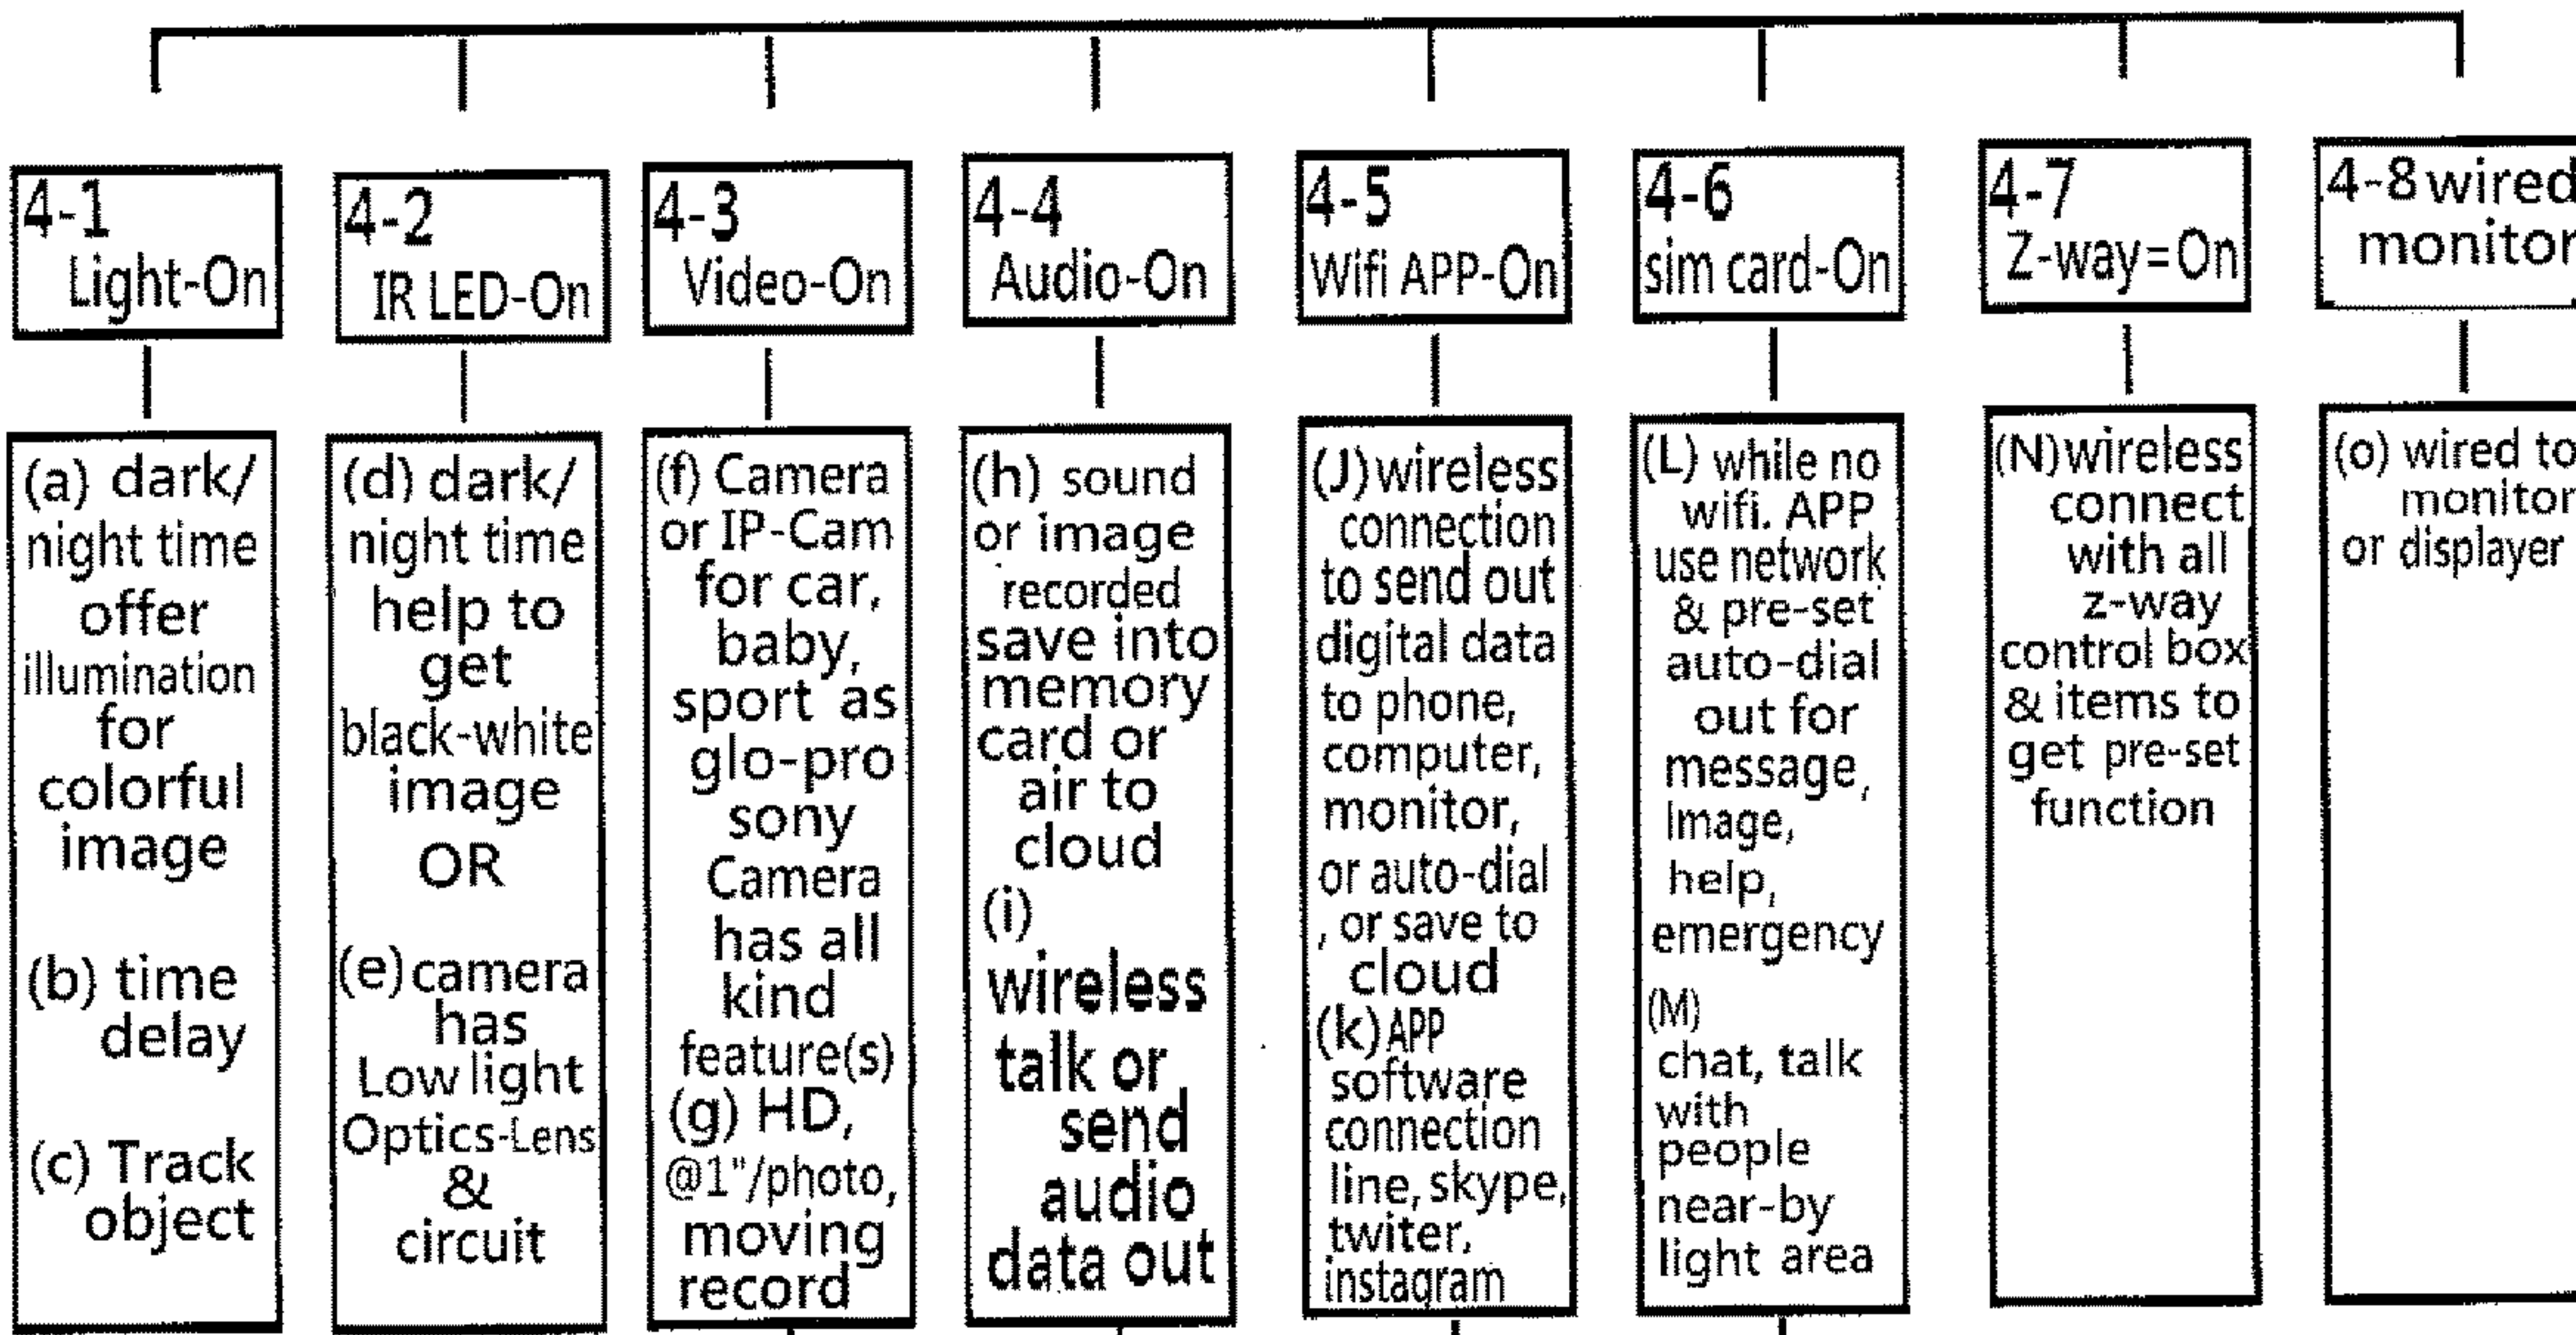 4-1
Light-On
4-2
IR LED-On
4-3
Video-On
4-4
Audio-On
4-5
Wifi APP-On
4-6
sim card-On
4-7
Z-way=On
4-8 wired
monitor
(a) dark/
night time
offer
illumination
for
colorful
image
(b) time
delay
(c) Track
object
(d) dark/
night time
help to
get
black-white
image
OR
(e) camera
has
Low light
Optics-Lens
&
circuit
(f) Camera
or IP-Cam
for car,
baby,
sport as
glo-pro
sony
Camera
has all
kind
feature(s)
(g) HD,
@1"/photo,
moving
record
(h) sound
or image
recorded
save into
memory
card or
air to
cloud
(i)
wireless
talk or
send
audio
data out
(J) wireless
connection
to send out
digital data
to phone,
computer,
monitor,
or auto-dial
, or save to
cloud
(k) APP
software
connection
line, skype,
twiter,
instagram
(L) while no
wifi. APP
use network
& pre-set
auto-dial
out for
message,
Image,
help,
emergency
(M)
chat, talk
with
people
near-by
light area
(N) wireless
connect
with all
z-way
control box
& items to
get pre-set
function
(o) wired to
monitor
or displayer